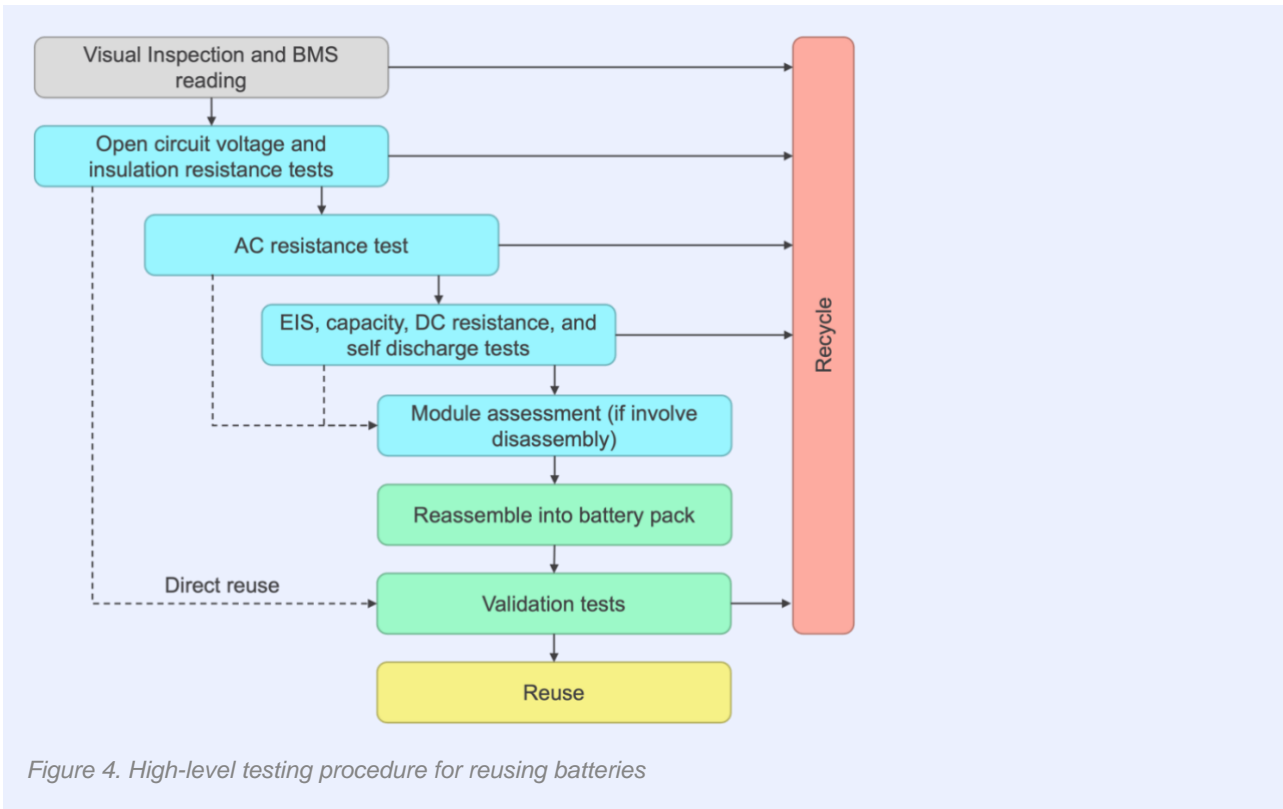 Visual Inspection and BMS
reading
Open circuit voltage and
insulation resistance tests
AC resistance test
EIS, capacity, DC resistance, and
self discharge tests
Module assessment (if involve
disassembly)
Reassemble into battery pack
Direct reuse
Validation tests
Reuse
Recycle
Figure 4. High-level testing procedure for reusing batteries